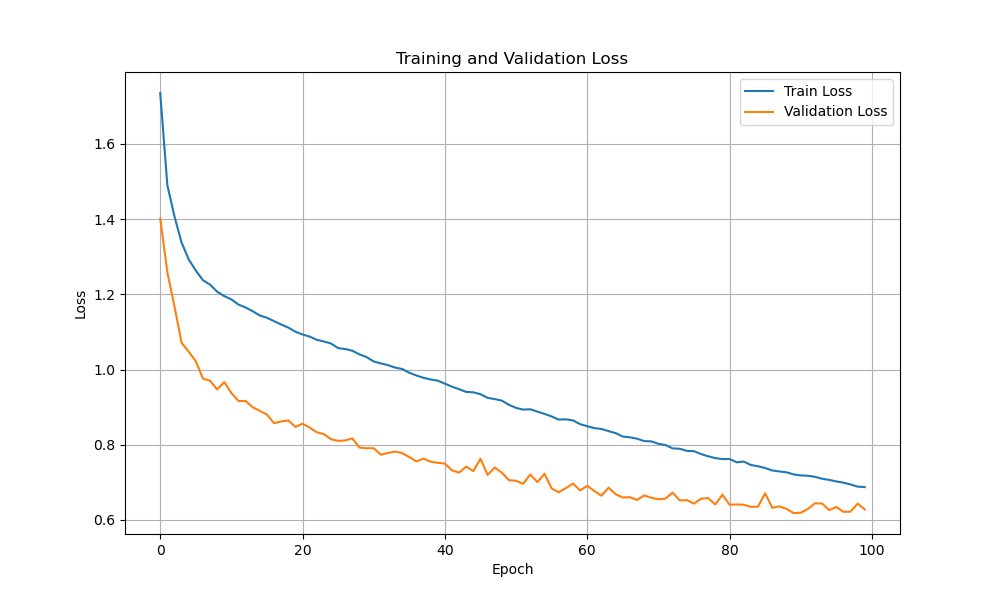 Training and Validation Loss
Train Loss
Validation Loss
1.6
1.4
1.2
1.0
0.8
0.6
Loss
0 20 40 60 80 100
Epoch